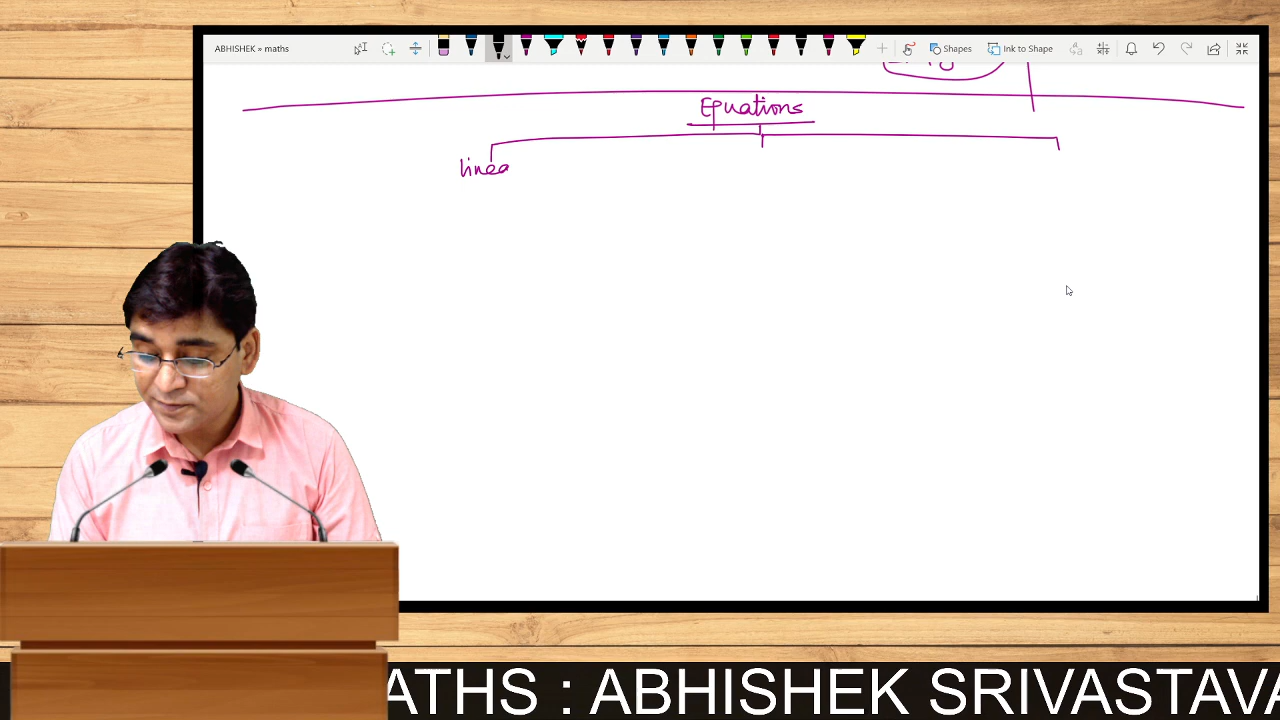 ABHISHEK » maths
Shapes
Ink to Shape
Equations
linea
ATHS : ABHISHEK SRIVASTAVA